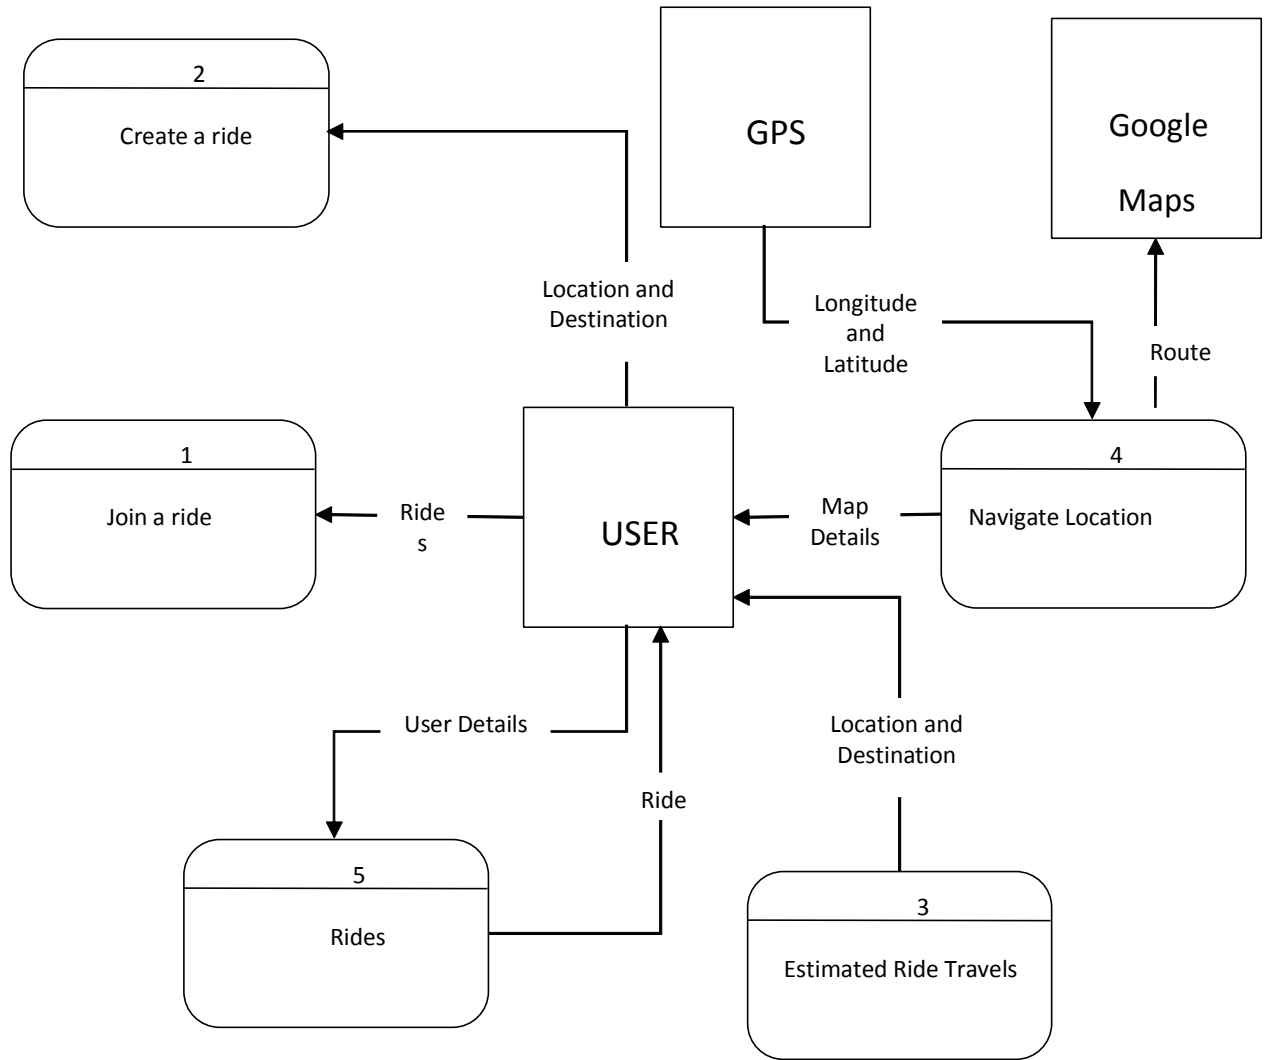 2
Create a ride
GPS
Google
Maps
Location and
Destination
Longitude
and
Latitude
Route
1
Join a ride
Ride
s
USER
Map
Details
4
Navigate Location
User Details
Ride
Location and
Destination
5
Rides
3
Estimated Ride Travels